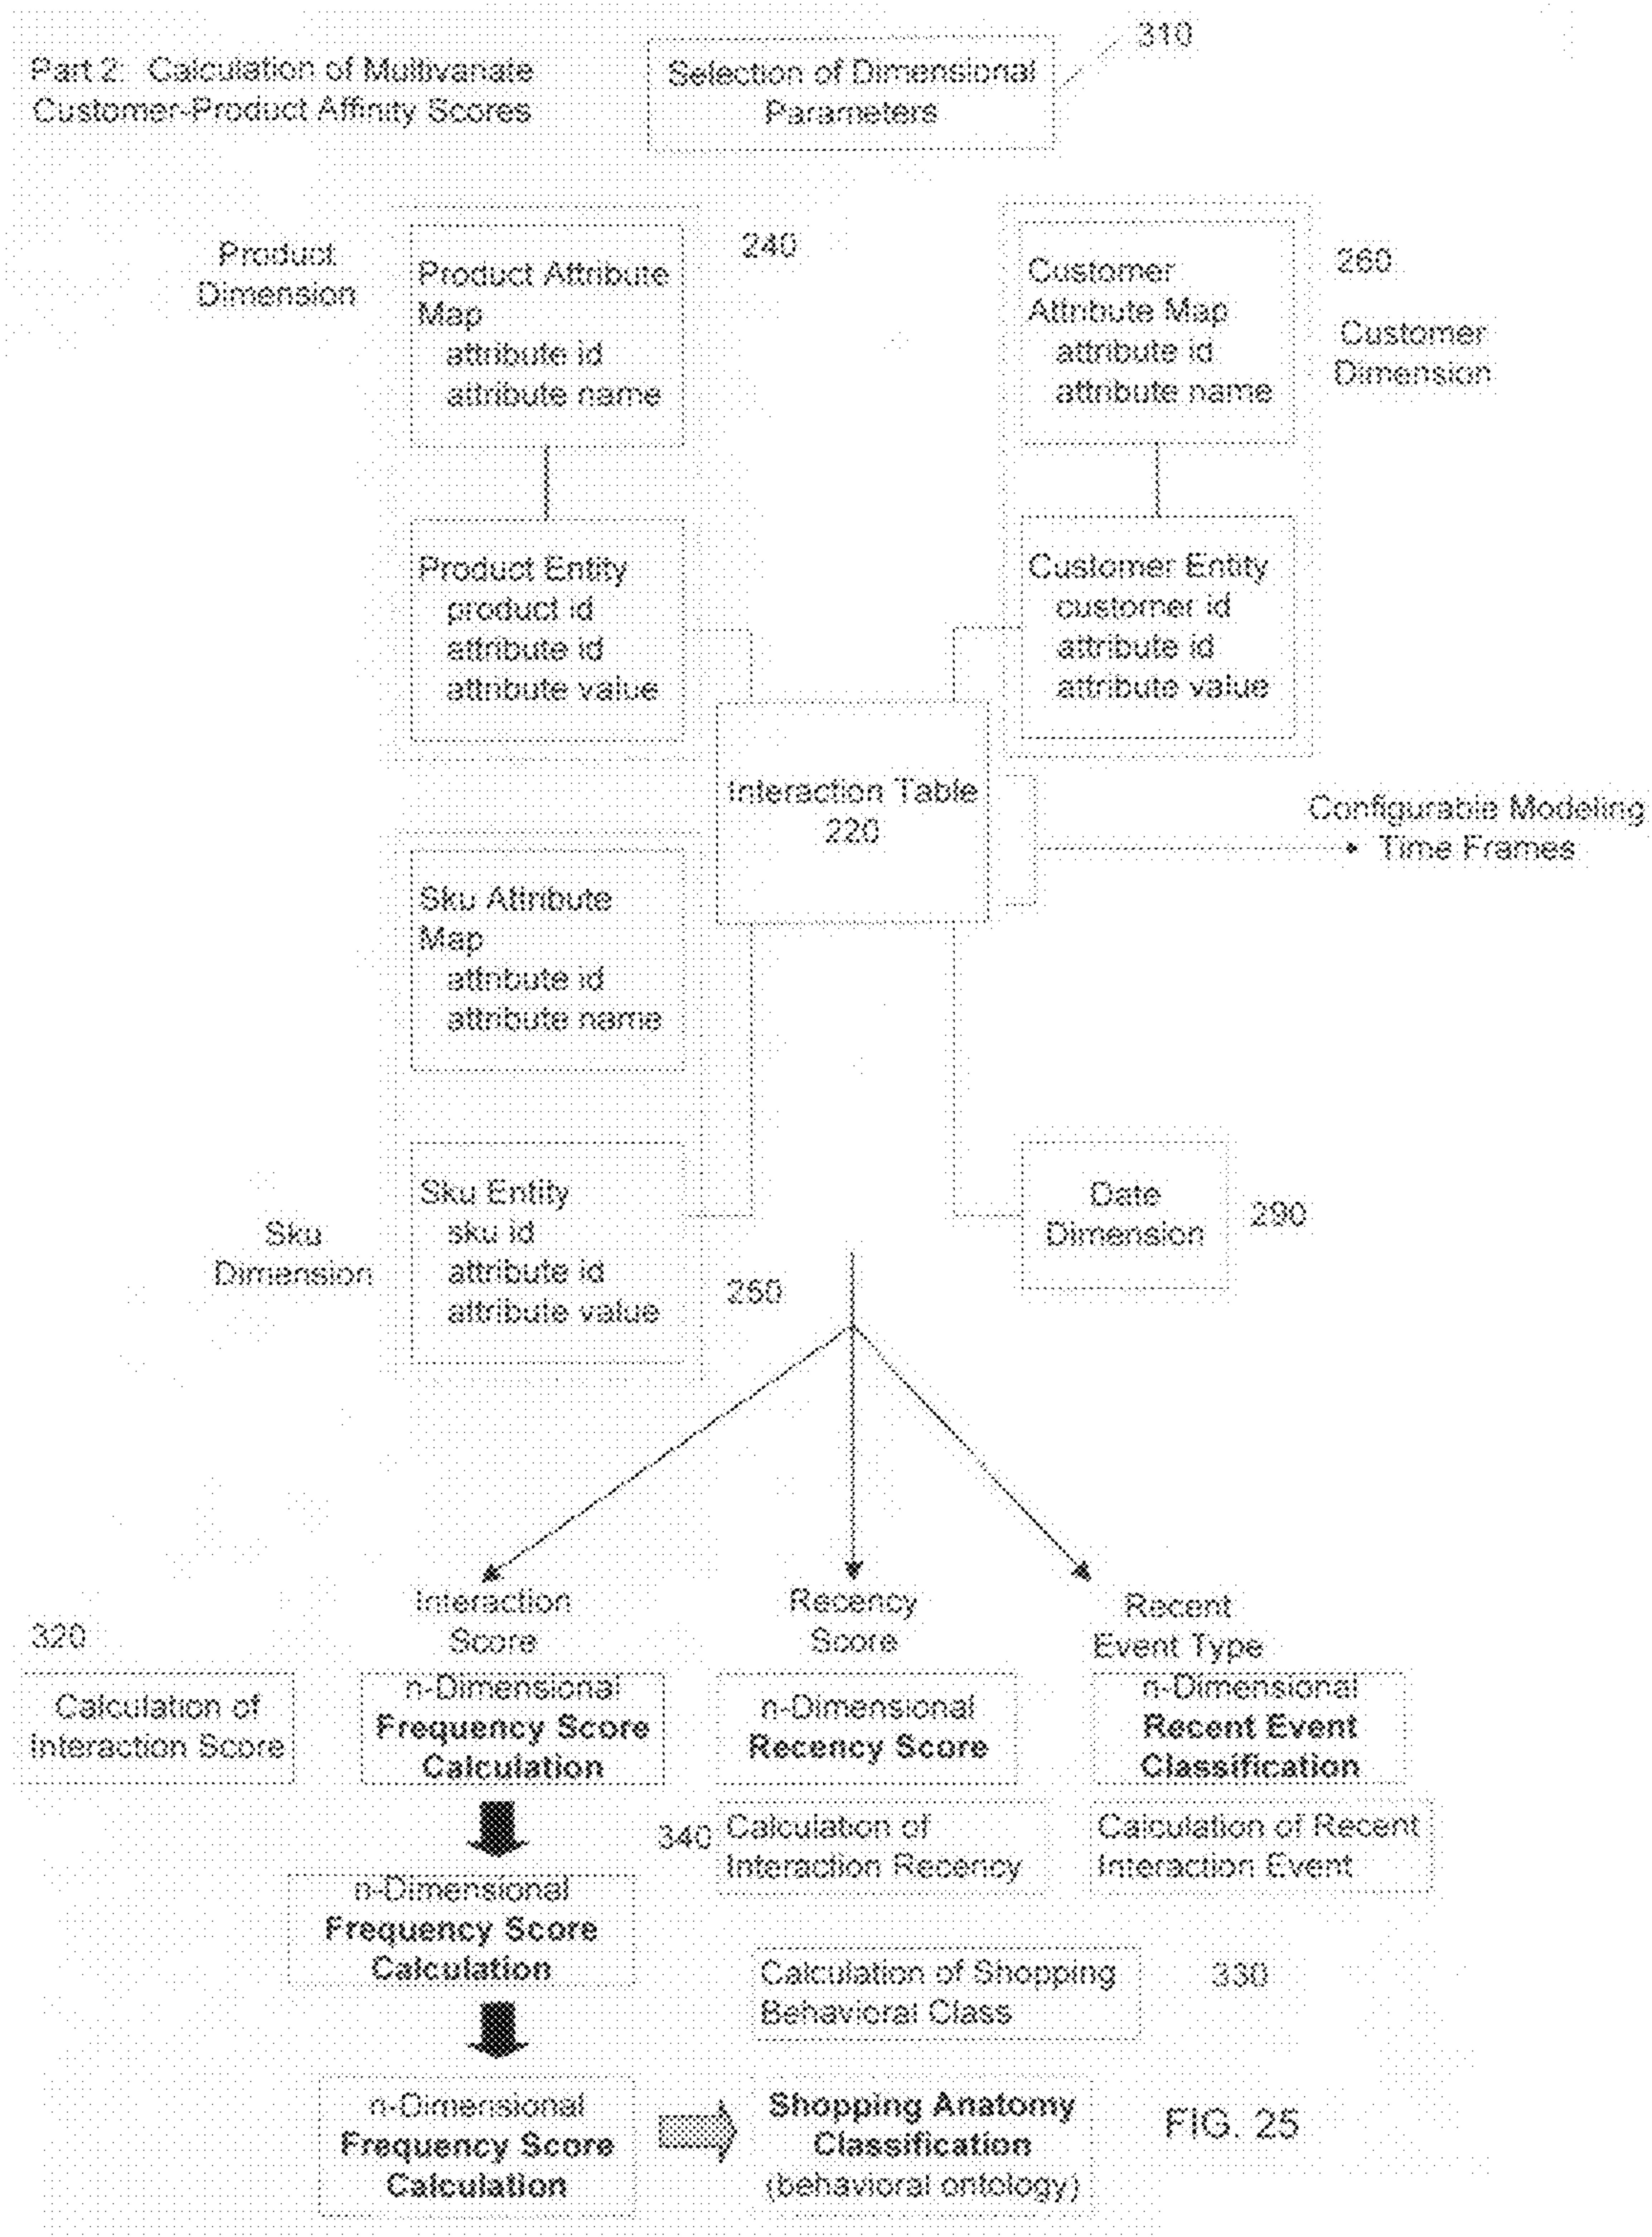 Part 2: Calculation of Multivariate
Customer-Product Affinity Scores
Selection of Dimensional
Parameters
310
Product
Dimension
Product Attribute
Map
attribute id
attribute name
240
Customer
Attribute Map
attribute id
attribute name
260
Customer
Dimension
Product Entity
product id
attribute id
attribute value
Customer Entity
customer id
attribute id
attribute value
Interaction Table
220
Configurable Modeling
Time Frames
Sku Attribute
Map
attribute id
attribute name
Sku Entity
sku id
attribute id
attribute value
Sku
Dimension
250
Date
Dimension
290
Interaction
Score
Recency
Score
Recent
Event Type
320
Calculation of
Interaction Score
n-Dimensional
Frequency Score
Calculation
n-Dimensional
Recency Score
n-Dimensional
Recent Event
Classification
340
Calculation of
Interaction Recency
Calculation of Recent
Interaction Event
n-Dimensional
Frequency Score
Calculation
Calculation of Shopping
Behavioral Class
330
n-Dimensional
Frequency Score
Calculation
Shopping Anatomy
Classification
(behavioral ontology)
FIG. 25